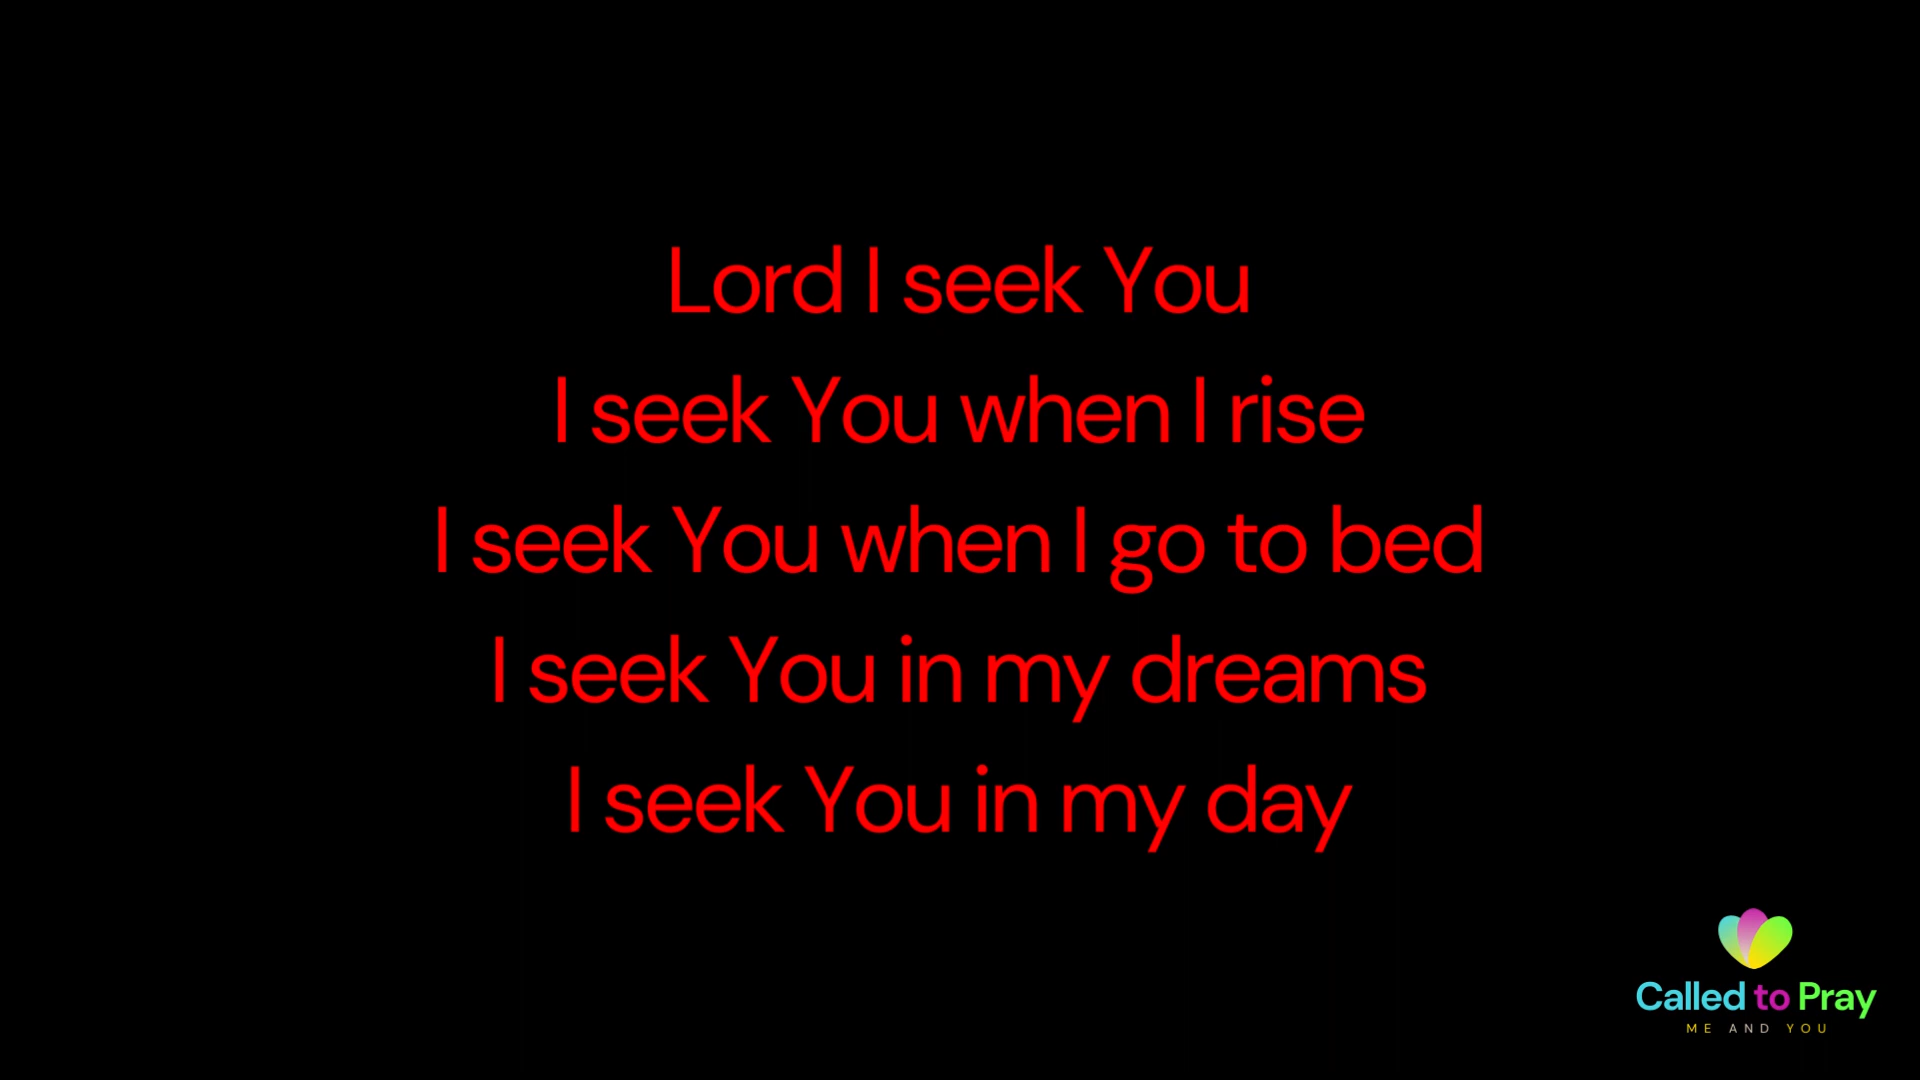 Lord I seek You
I seek You when I rise
I seek You when I go to bed
I seek You in my dreams
I seek You in my day
Called to Pray
ME AND YOU